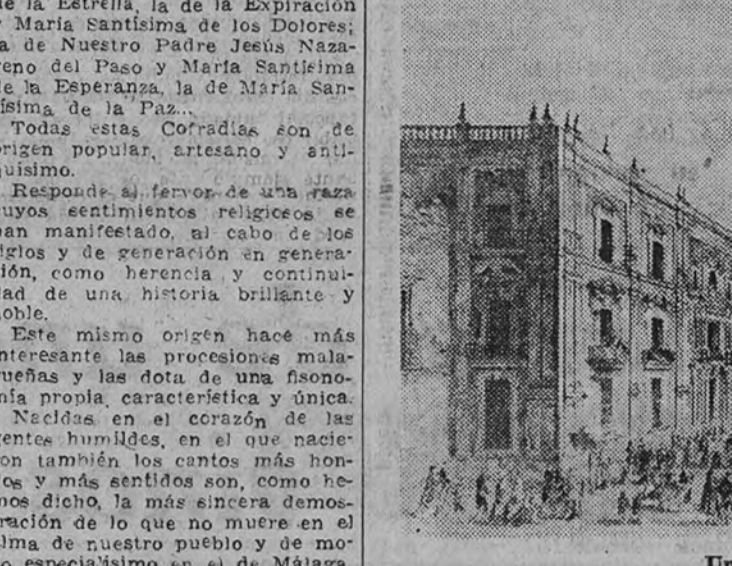 de la Estrella, la de la Expiración
y María Santísima de los Dolores;
la de Nuestro Padre Jesús Naza-
reno del Paso y María Santísima
de la Esperanza, la de María San-
tísima de la Paz...
Todas estas Cofradías son de
origen popular, artesano y anti-
quisimo.
Responde al fervor de una raza
cuyos sentimientos religiosos se
han manifestado, al cabo de los
siglos y de generación en genera-
ción, como herencia y continui-
dad de una historia brillante y
noble.
Este mismo origen hace más
interesante las procesiones mala-
gueñas y las dota de una fisono-
mía propia, característica y única.
Nacidas en el corazón de las
gentes humildes, en el que nacie-
ron también los cantos más hon-
dos y más sentidos son, como he-
mos dicho, la más sincera demos-
tración de lo que no muere en el
alma de nuestro pueblo y de mo-
do especialísimo en el de Málaga.